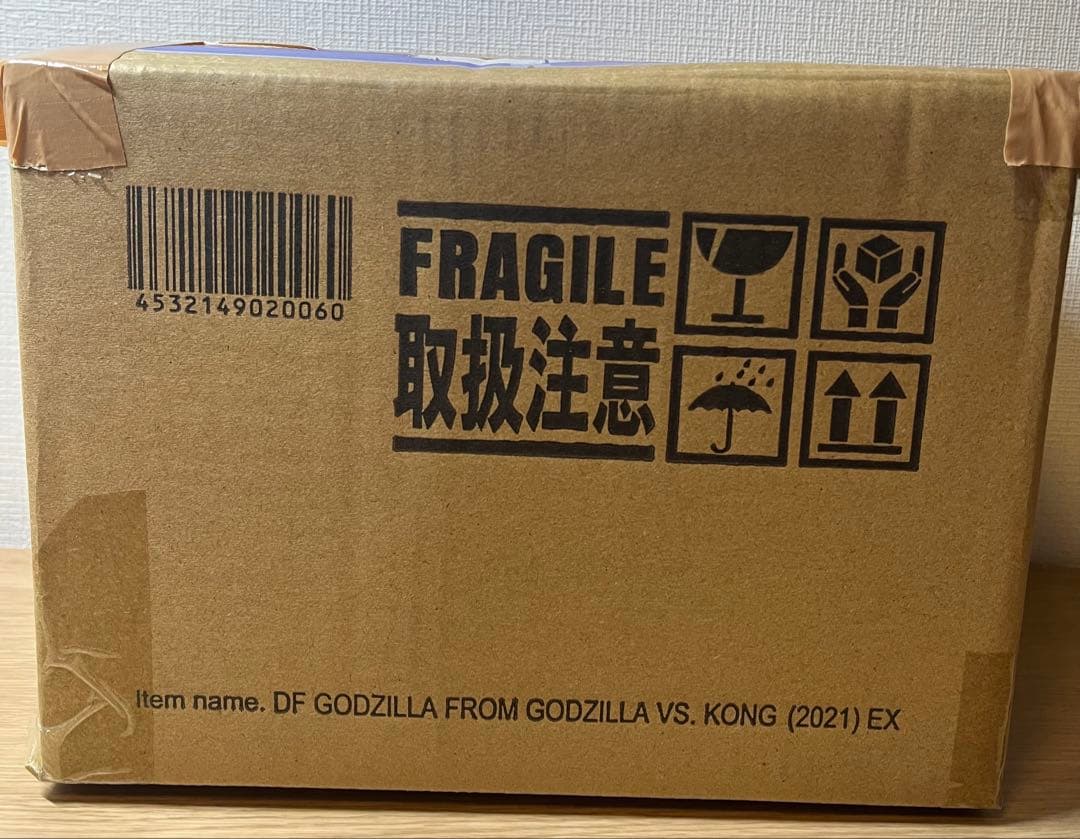 4532149020060
FRAGILE
取扱注意
Item name. DF GODZILLA FROM GODZILLA VS. KONG (2021) EX